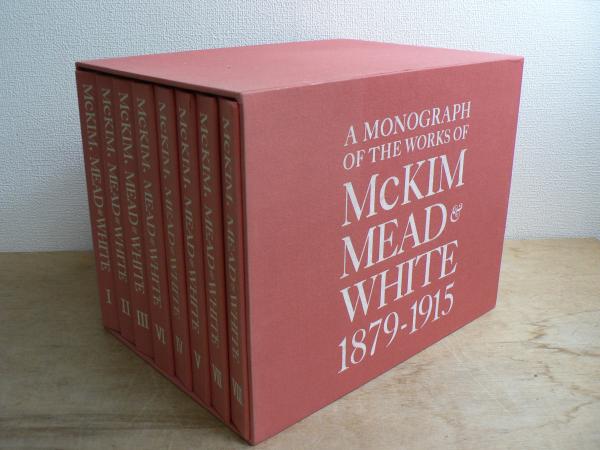 McKIM, MEAD & WHITE I
McKIM, MEAD & WHITE II
McKIM, MEAD & WHITE III
McKIM, MEAD & WHITE VI
McKIM, MEAD & WHITE IV
McKIM, MEAD & WHITE V
McKIM, MEAD & WHITE VII
McKIM, MEAD & WHITE VIII
A MONOGRAPH
OF THE WORKS OF
McKIM
MEAD &
WHITE
1879-1915